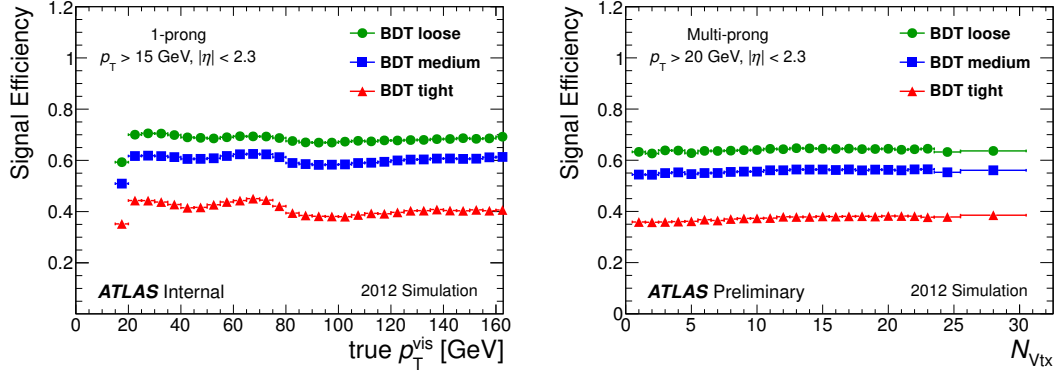 Signal Efficiency
1.2
1
0.8
0.6
0.4
0.2
0
1-prong
p_T > 15 GeV, |η| < 2.3
BDT loose
BDT medium
BDT tight
ATLAS Internal
2012 Simulation
0 20 40 60 80 100 120 140 160
true p_T^vis [GeV]
Signal Efficiency
1.2
1
0.8
0.6
0.4
0.2
0
Multi-prong
p_T > 20 GeV, |η| < 2.3
BDT loose
BDT medium
BDT tight
ATLAS Preliminary
2012 Simulation
0 5 10 15 20 25 30
N_Vtx